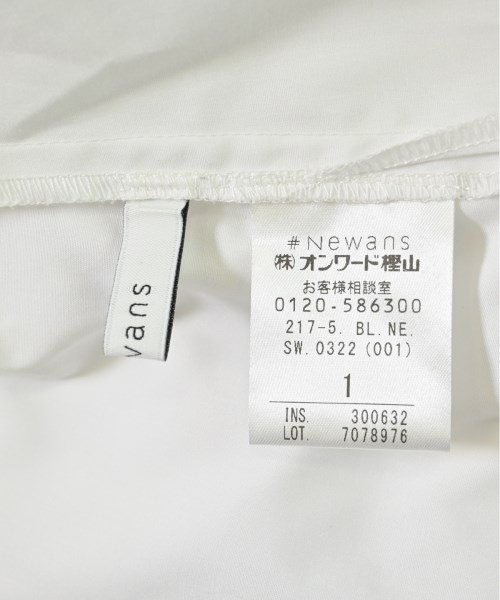 wans
#Newans
㈱オンワード樫山
お客様相談室
0120-586300
217-5. BL.NE.
SW.0322(001)
1
INS. 300632
LOT. 7078976